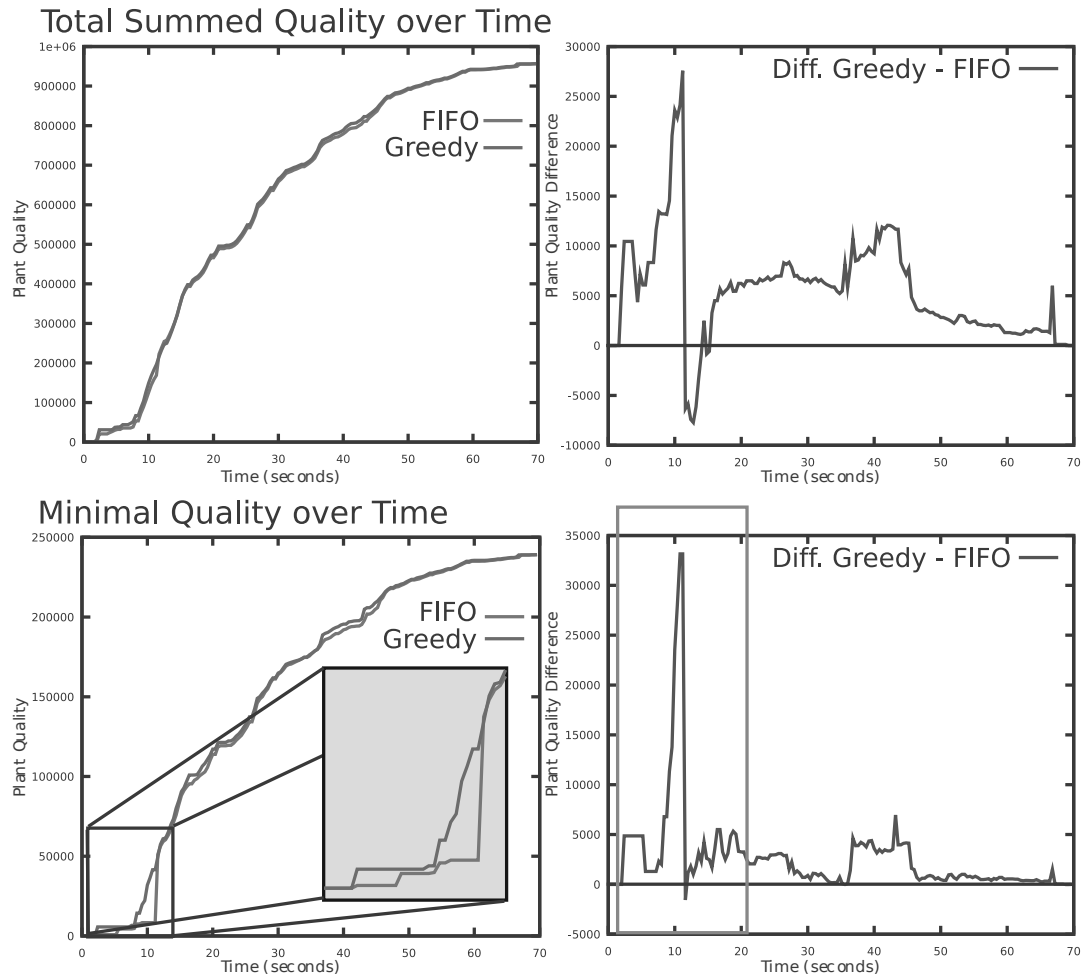 Total Summed Quality over Time
1e+06
900000
800000
700000
600000
500000
400000
300000
200000
100000
0
Plant Quality
FIFO
Greedy
0 10 20 30 40 50 60 70
Time (seconds)
30000
25000
20000
15000
10000
5000
0
-5000
-10000
Plant Quality Difference
Diff. Greedy - FIFO
0 10 20 30 40 50 60 70
Time (seconds)
Minimal Quality over Time
250000
200000
150000
100000
50000
0
Plant Quality
FIFO
Greedy
0 10 20 30 40 50 60 70
Time (seconds)
35000
30000
25000
20000
15000
10000
5000
0
-5000
Plant Quality Difference
Diff. Greedy - FIFO
0 10 20 30 40 50 60 70
Time (seconds)